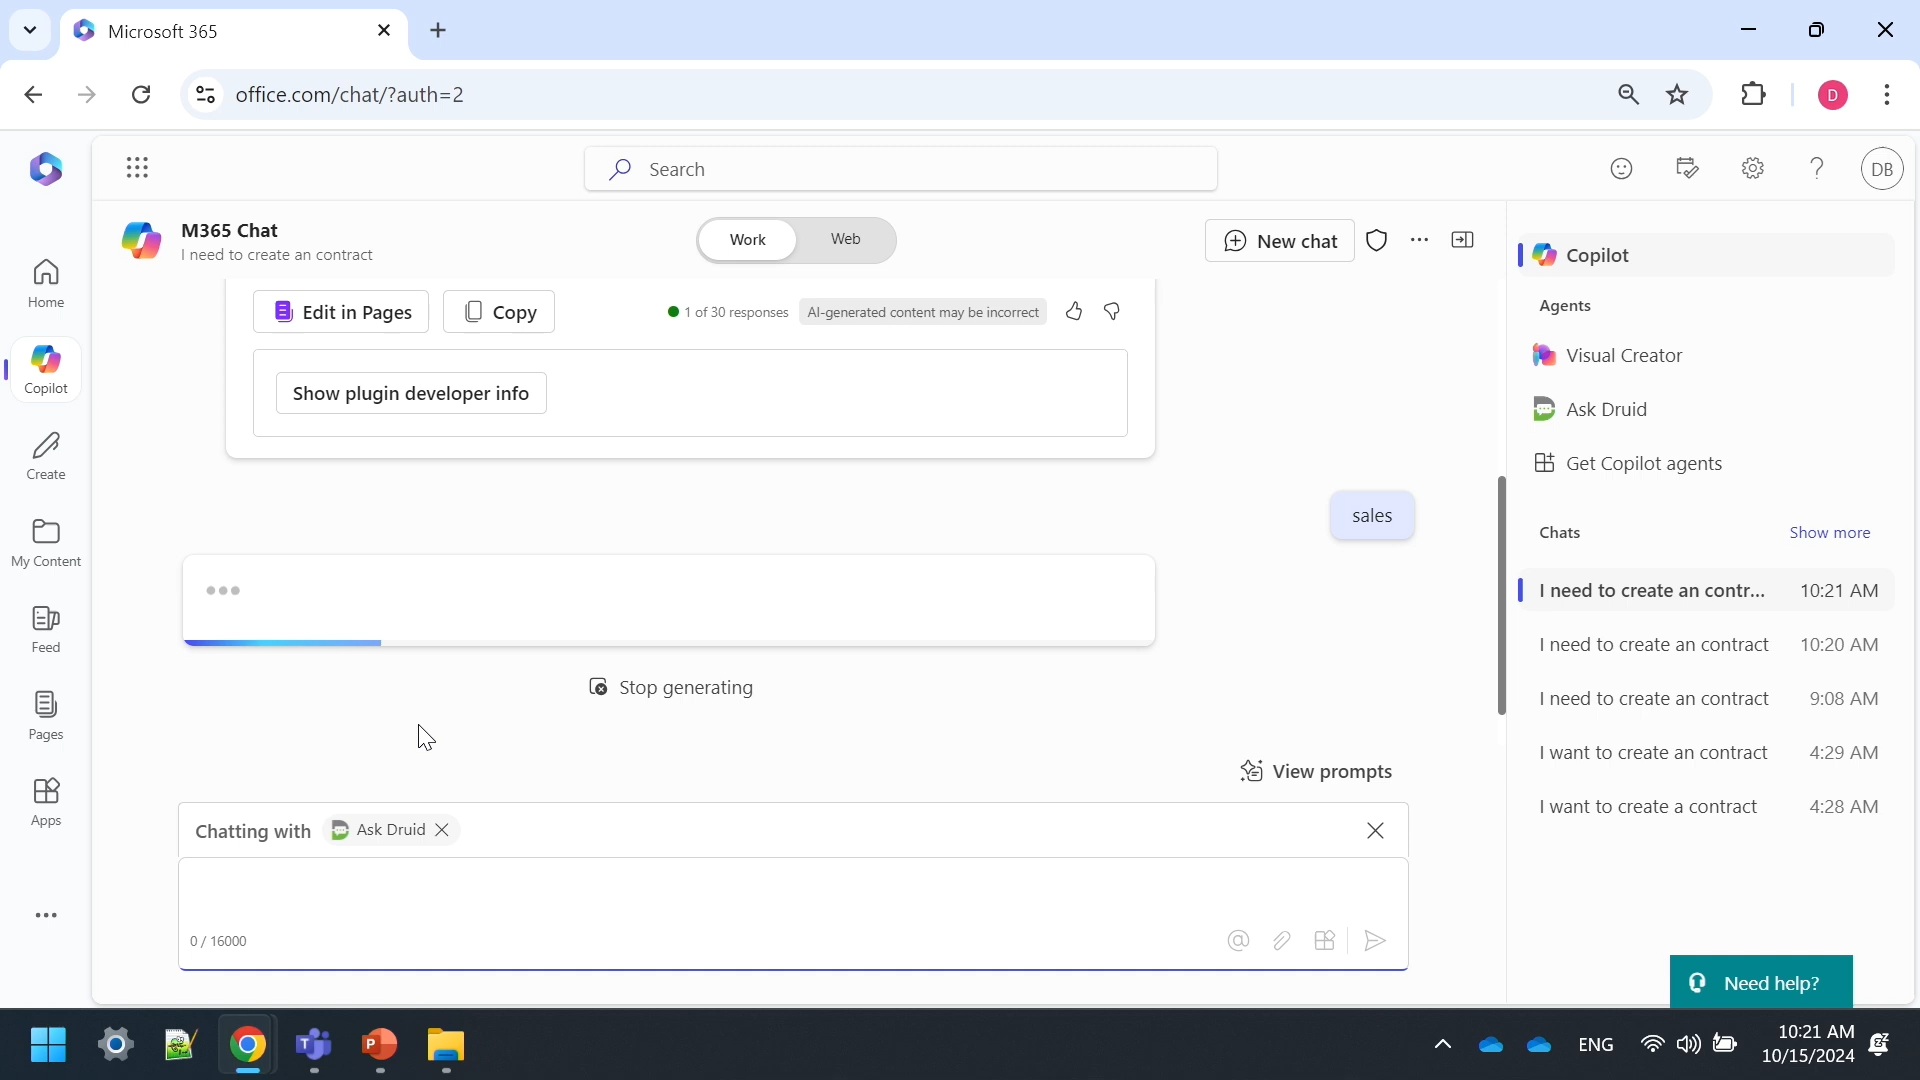 Microsoft 365
office.com/chat/?auth=2
D
Search
DB
M365 Chat
I need to create an contract
Work
Web
New chat
Home
Copilot
Create
My Content
Feed
Pages
Apps
Edit in Pages
Copy
1 of 30 responses
AI-generated content may be incorrect
Show plugin developer info
sales
Stop generating
View prompts
Chatting with Ask Druid
0 / 16000
Copilot
Agents
Visual Creator
Ask Druid
Get Copilot agents
Chats Show more
I need to create an contr... 10:21 AM
I need to create an contract 10:20 AM
I need to create an contract 9:08 AM
I want to create an contract 4:29 AM
I want to create a contract 4:28 AM
Need help?
ENG
10:21 AM
10/15/2024